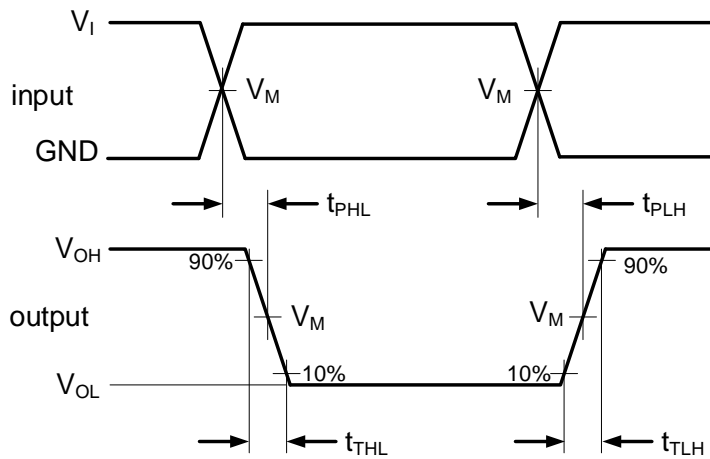 V_I
input
V_M
V_M
GND
t_PHL
t_PLH
V_OH
90%
90%
output
V_M
V_M
10%
10%
V_OL
t_THL
t_TLH